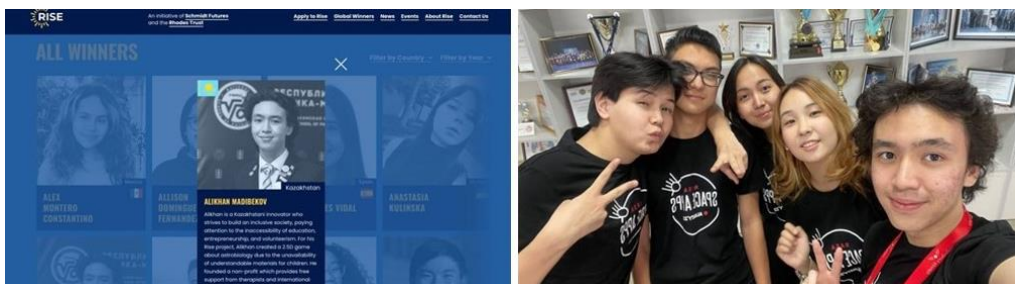 RISE
An initiative of Schmidt Futures
and the Rhodes Trust
Apply to Rise Global Winners News Events About Rise Contact Us
ALL WINNERS
Filter by Country
Filter by Year
Kazakhstan
ALEX
MONTERO
CONSTANTINO
ALLISON
ES VIDAL
ANASTASIA
KULINSKA
ALIKHAN MADIBEKOV
Alikhan is a Kazakhstani innovator who
strives to build an inclusive society, paying
attention to the inaccessibility of education,
entrepreneurship, and volunteerism. For his
Rise project, Alikhan created a 2.5D game
about astrobiology due to the unavailability
of understandable materials for children. He
founded a non-profit which provides free
support from therapists and international
SPACE APPS